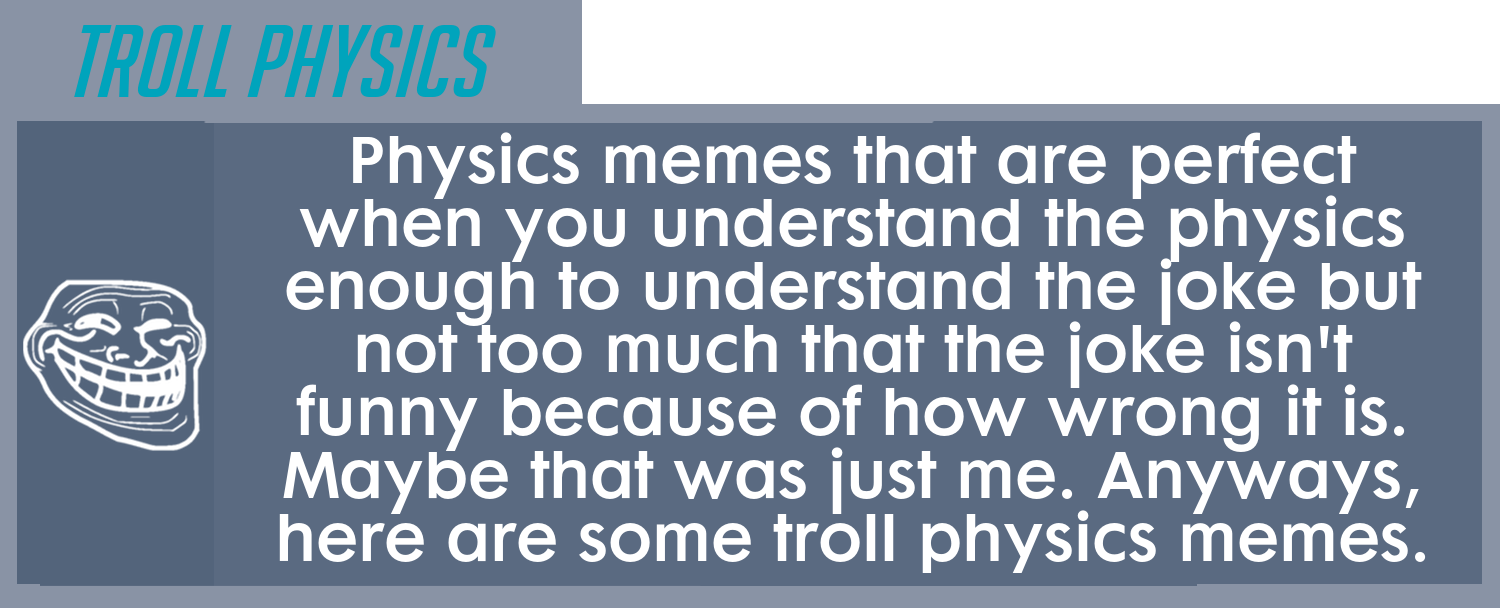 TROLL PHYSICS
Physics memes that are perfect
when you understand the physics
enough to understand the joke but
not too much that the joke isn't
funny because of how wrong it is.
Maybe that was just me. Anyways,
here are some troll physics memes.